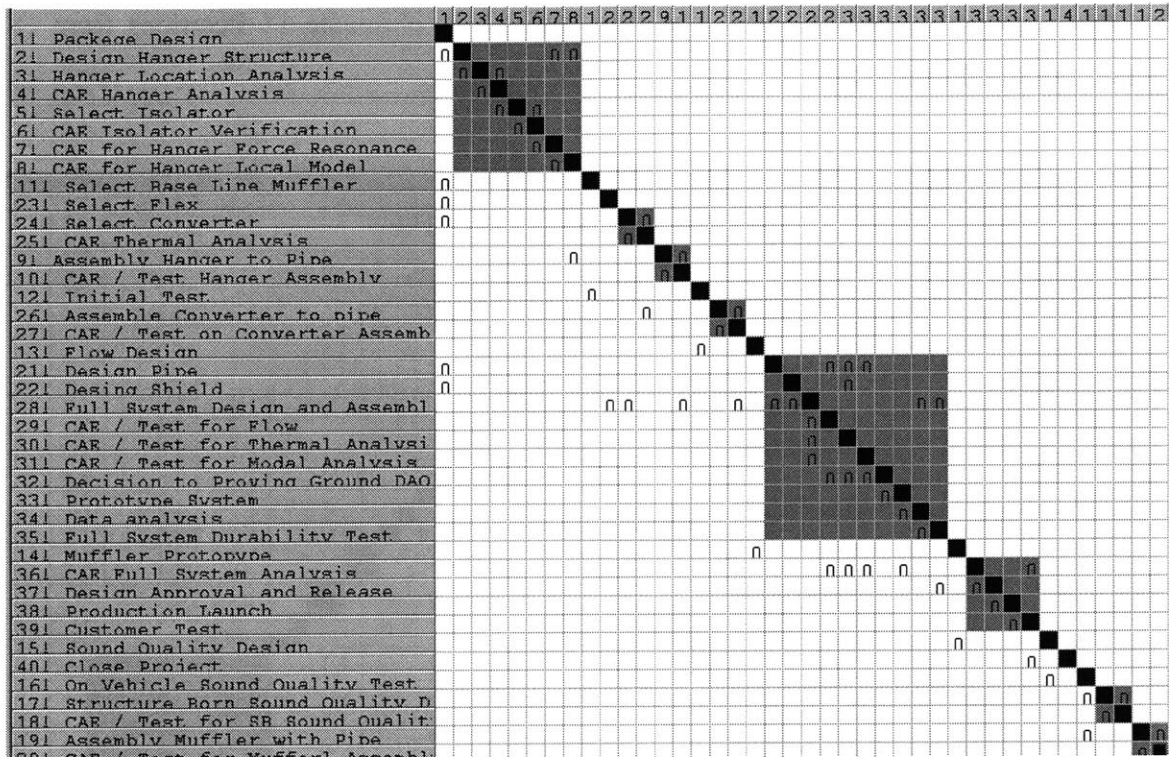 1 2 3 4 5 6 7 8 1 2 2 2 9 1 1 2 2 1 2 2 2 2 3 3 3 3 3 3 1 3 3 3 3 1 4 1 1 1 1 2
1| Package Design
2| Design Hanger Structure
3| Hanger Location Analysis
4| CAE Hanger Analysis
5| Select Isolator
6| CAE Isolator Verification
7| CAE for Hanger Force Resonance
8| CAE for Hanger Local Model
11| Select Base Line Muffler
23| Select Flex
24| Select Converter
25| CAE Thermal Analysis
9| Assembly Hanger to Pipe
10| CAE / Test Hanger Assembly
12| Initial Test
26| Assemble Converter to pipe
27| CAE / Test on Converter Assemb
13| Flow Design
21| Design Pipe
22| Desing Shield
28| Full System Design and Assembl
29| CAE / Test for Flow
30| CAE / Test for Thermal Analysi
31| CAE / Test for Modal Analysis
32| Decision to Proving Ground DAQ
33| Prototype System
34| Data analysis
35| Full System Durability Test
14| Muffler Protopype
36| CAE Full System Analysis
37| Design Approval and Release
38| Production Launch
39| Customer Test
15| Sound Quality Design
40| Close Project
16| On Vehicle Sound Quality Test
17| Structure Born Sound Quality D
18| CAE / Test for SB Sound Qualit
19| Assembly Muffler with Pipe
20| CAE / Test for Mufferl Assembl